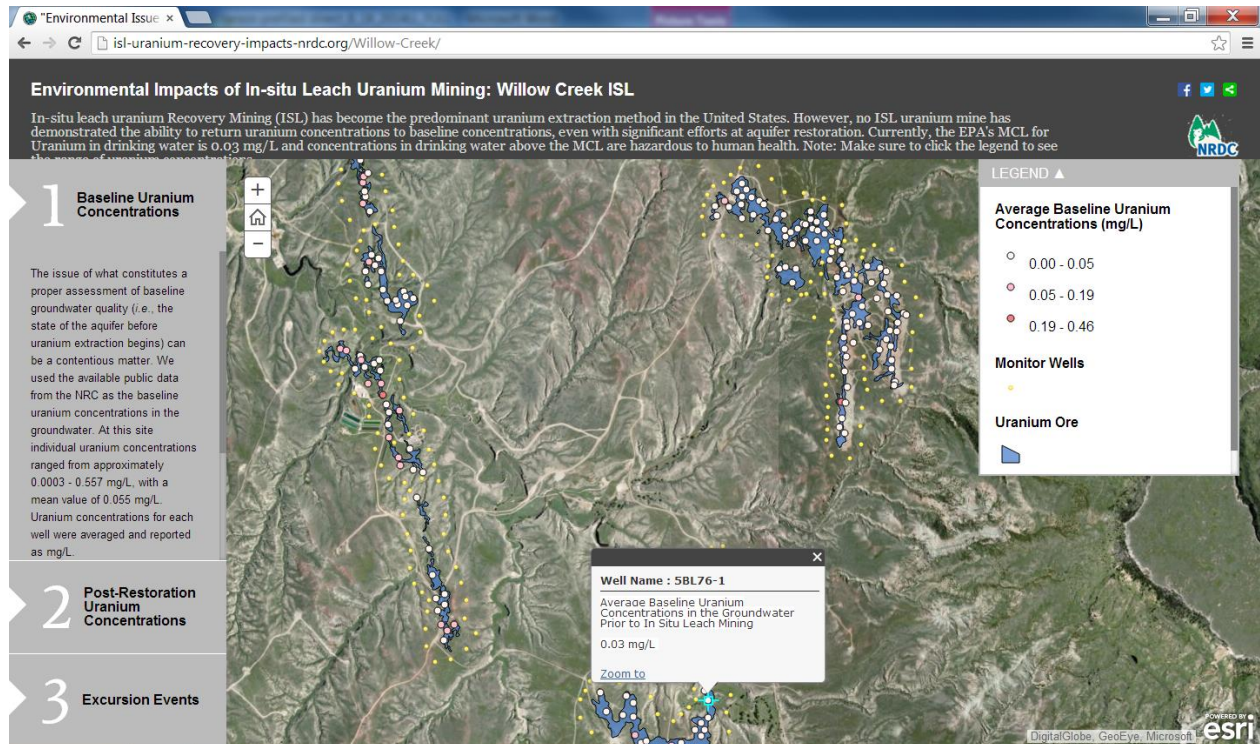 "Environmental Issue
isl-uranium-recovery-impacts-nrdc.org/Willow-Creek/
Environmental Impacts of In-situ Leach Uranium Mining: Willow Creek ISL
In-situ leach uranium Recovery Mining (ISL) has become the predominant uranium extraction method in the United States. However, no ISL uranium mine has
demonstrated the ability to return uranium concentrations to baseline concentrations, even with significant efforts at aquifer restoration. Currently, the EPA's MCL for
Uranium in drinking water is 0.03 mg/L and concentrations in drinking water above the MCL are hazardous to human health. Note: Make sure to click the legend to see
the range of uranium concentrations
NRDC
1
Baseline Uranium
Concentrations
The issue of what constitutes a
proper assessment of baseline
groundwater quality (i.e., the
state of the aquifer before
uranium extraction begins) can
be a contentious matter. We
used the available public data
from the NRC as the baseline
uranium concentrations in the
groundwater. At this site
individual uranium concentrations
ranged from approximately
0.0003 - 0.557 mg/L, with a
mean value of 0.055 mg/L.
Uranium concentrations for each
well were averaged and reported
as mg/L.
2
Post-Restoration
Uranium
Concentrations
3
Excursion Events
+
−
LEGEND ▲
Average Baseline Uranium
Concentrations (mg/L)
0.00 - 0.05
0.05 - 0.19
0.19 - 0.46
Monitor Wells
Uranium Ore
Well Name : 5BL76-1
Average Baseline Uranium
Concentrations in the Groundwater
Prior to In Situ Leach Mining
0.03 mg/L
Zoom to
POWERED BY
esri
DigitalGlobe, GeoEye, Microsoft